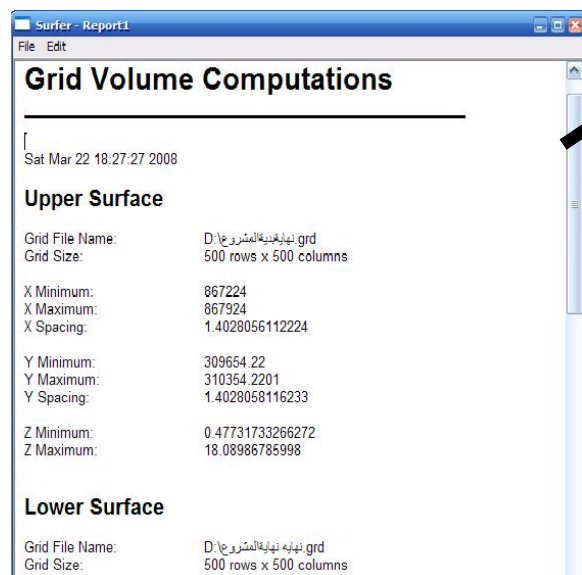 Surfer - Report1
File Edit
Grid Volume Computations
Sat Mar 22 18:27:27 2008
Upper Surface
Grid File Name: D:\نهايةبديةالمشروع.grd
Grid Size: 500 rows x 500 columns
X Minimum: 867224
X Maximum: 867924
X Spacing: 1.4028056112224
Y Minimum: 309654.22
Y Maximum: 310354.2201
Y Spacing: 1.4028058116233
Z Minimum: 0.47731733266272
Z Maximum: 18.08986785998
Lower Surface
Grid File Name: D:\نهايه نهايةالمشروع.grd
Grid Size: 500 rows x 500 columns